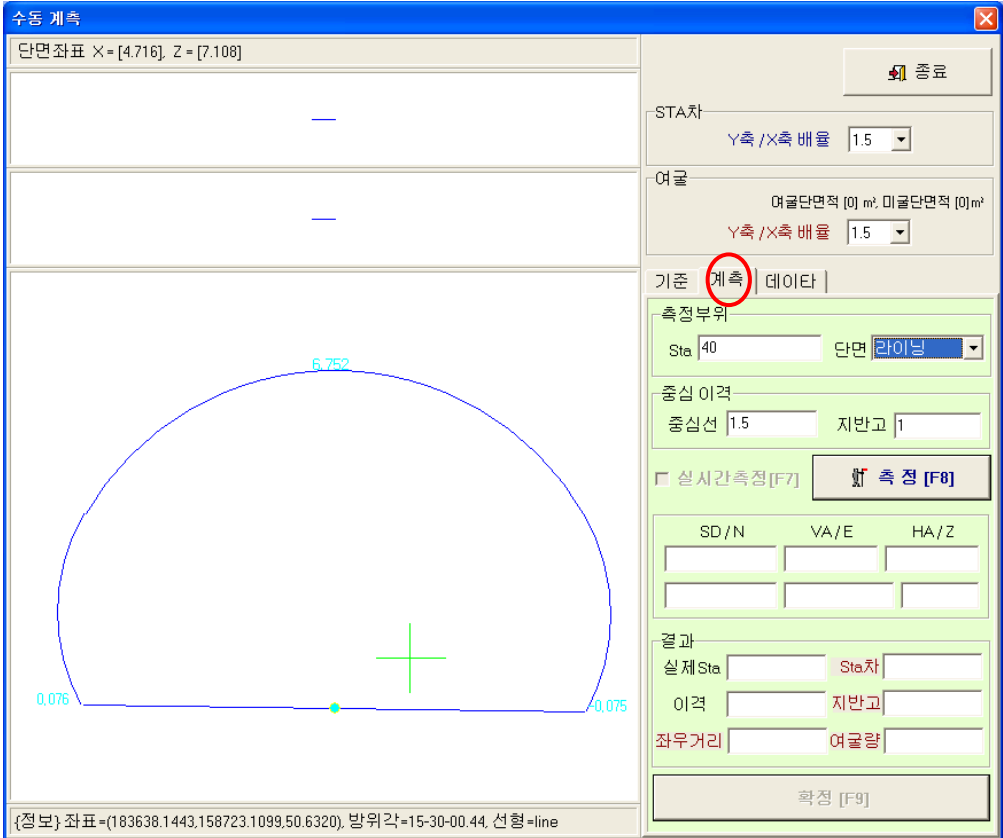 수동 계측
단면좌표 X = [4.716], Z = [7.108]
종료
STA차
Y축 / X축 배율 1.5
여굴
여굴단면적 [0] m², 미굴단면적 [0]m²
Y축 / X축 배율 1.5
기준 계측 데이타
측정부위
Sta 40 단면 라이닝
중심 이격
중심선 1.5 지반고 1
실시간측정[F7] 측 정 [F8]
SD/N VA/E HA/Z
결과
실제Sta Sta차
이격 지반고
좌우거리 여굴량
확정 [F9]
6.752
0.076
-0.075
{정보} 좌표=(183638.1443,158723.1099,50.6320), 방위각=15-30-00.44, 선형=line